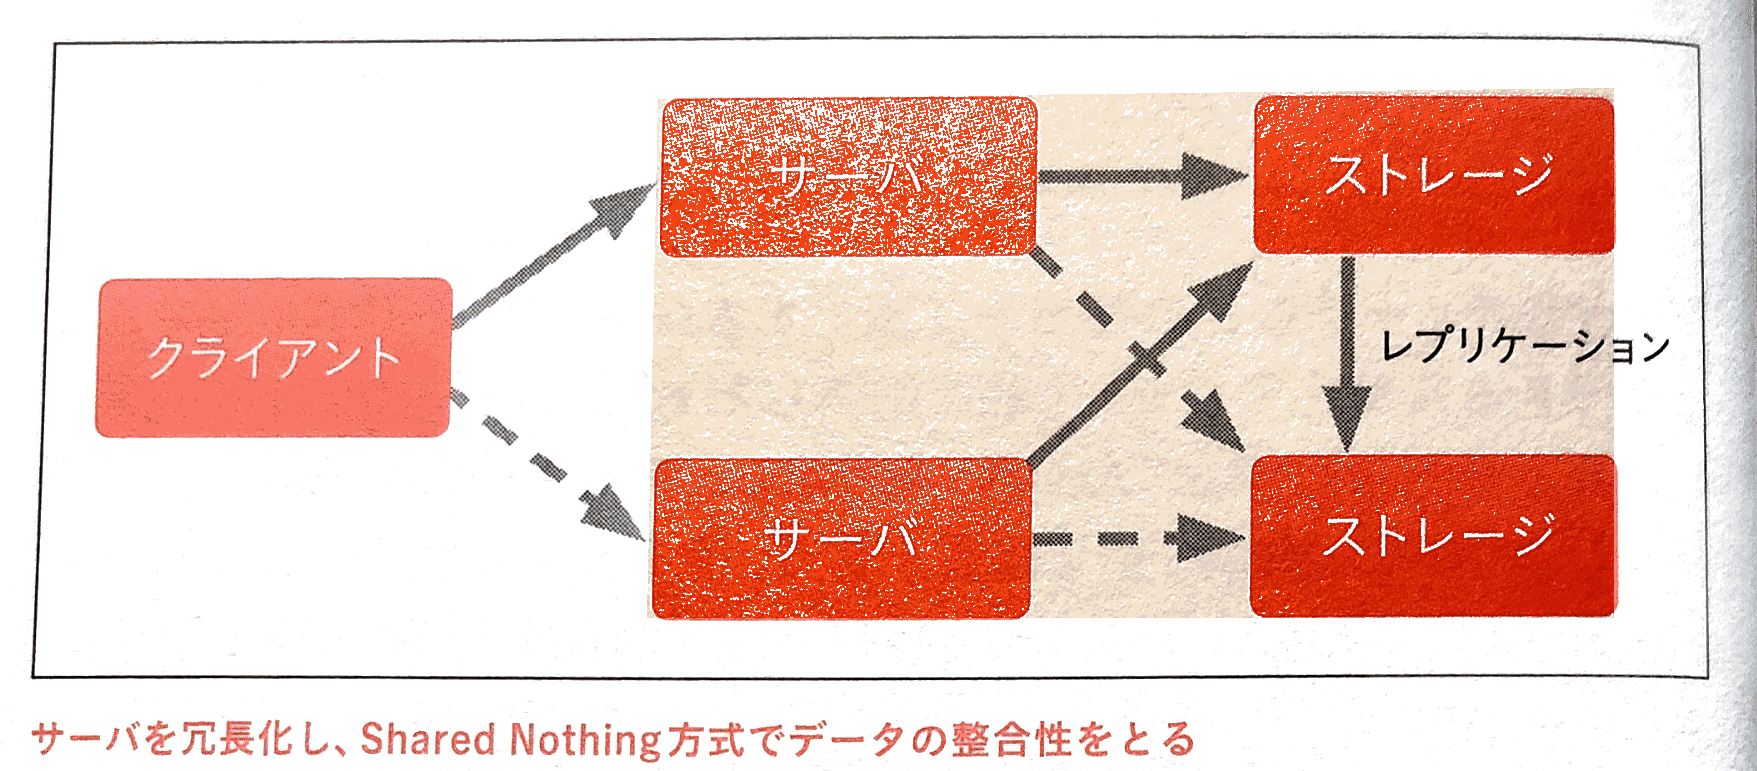 サーバ
ストレージ
クライアント
レプリケーション
サーバ
ストレージ
サーバを冗長化し、Shared Nothing方式でデータの整合性をとる